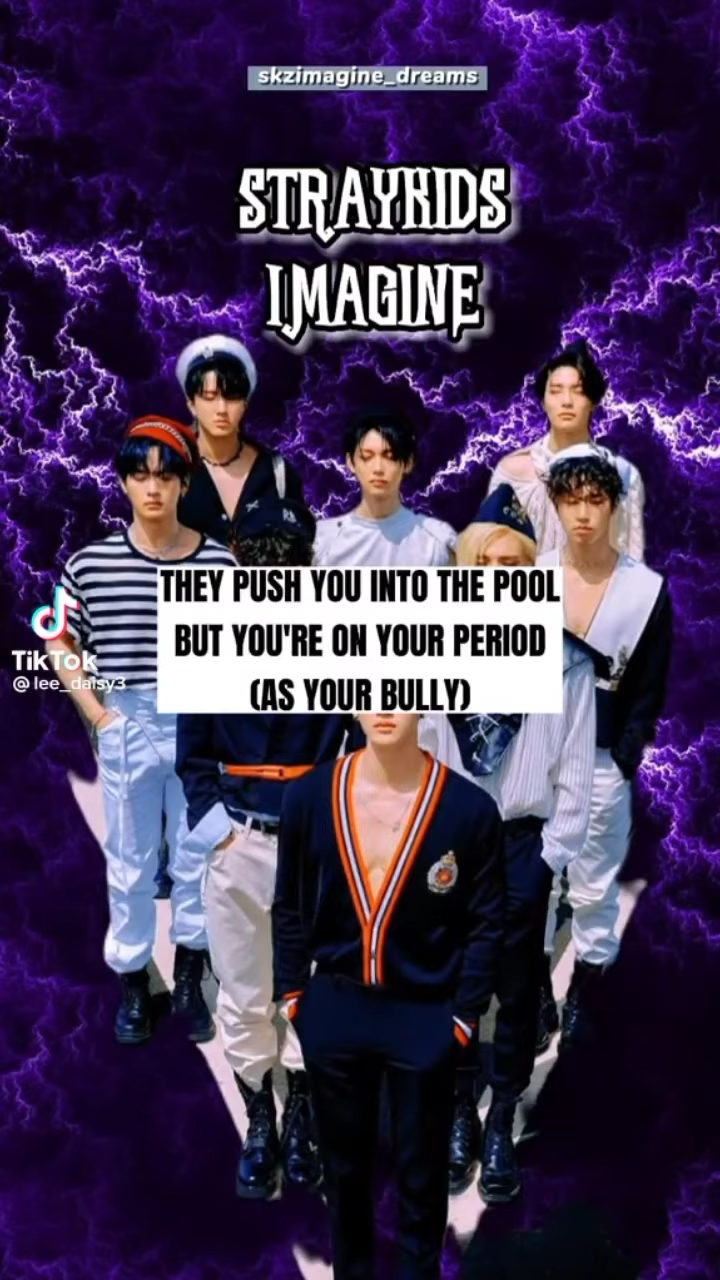 skzimagine_dreams
STRAYKIDS
IMAGINE
THEY PUSH YOU INTO THE POOL
BUT YOU'RE ON YOUR PERIOD
(AS YOUR BULLY)
TikTok
@lee_daisy3